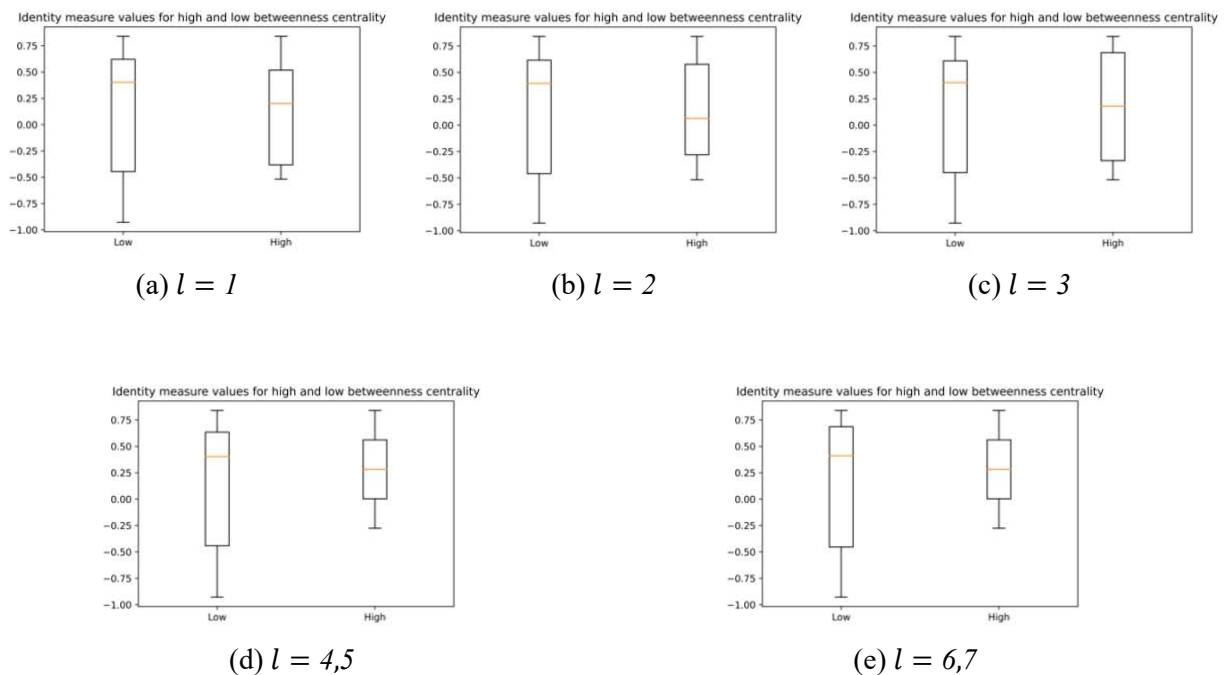 Identity measure values for high and low betweenness centrality
0.75
0.50
0.25
0.00
−0.25
−0.50
−0.75
−1.00
Low High
(a) l = 1
Identity measure values for high and low betweenness centrality
0.75
0.50
0.25
0.00
−0.25
−0.50
−0.75
−1.00
Low High
(b) l = 2
Identity measure values for high and low betweenness centrality
0.75
0.50
0.25
0.00
−0.25
−0.50
−0.75
−1.00
Low High
(c) l = 3
Identity measure values for high and low betweenness centrality
0.75
0.50
0.25
0.00
−0.25
−0.50
−0.75
−1.00
Low High
(d) l = 4,5
Identity measure values for high and low betweenness centrality
0.75
0.50
0.25
0.00
−0.25
−0.50
−0.75
−1.00
Low High
(e) l = 6,7